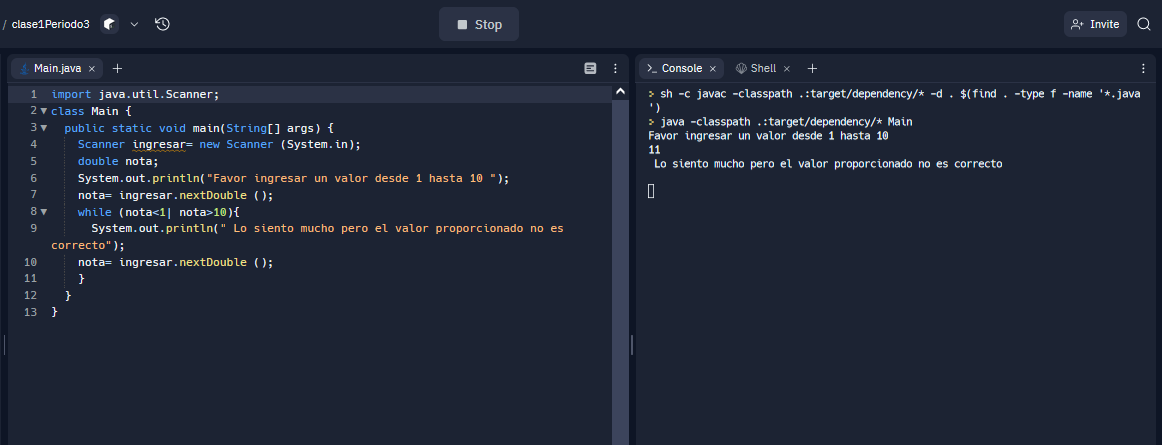 / clase1Periodo3
Stop
Invite
Main.java × +
1 import java.util.Scanner;
2 class Main {
3 public static void main(String[] args) {
4 Scanner ingresar= new Scanner (System.in);
5 double nota;
6 System.out.println("Favor ingresar un valor desde 1 hasta 10 ");
7 nota= ingresar.nextDouble ();
8 while (nota<1| nota>10){
9 System.out.println(" Lo siento mucho pero el valor proporcionado no es
correcto");
10 nota= ingresar.nextDouble ();
11 }
12 }
13 }
Console × Shell × +
> sh -c javac -classpath .:target/dependency/* -d . $(find . -type f -name '*.java
')
> java -classpath .:target/dependency/* Main
Favor ingresar un valor desde 1 hasta 10
11
Lo siento mucho pero el valor proporcionado no es correcto